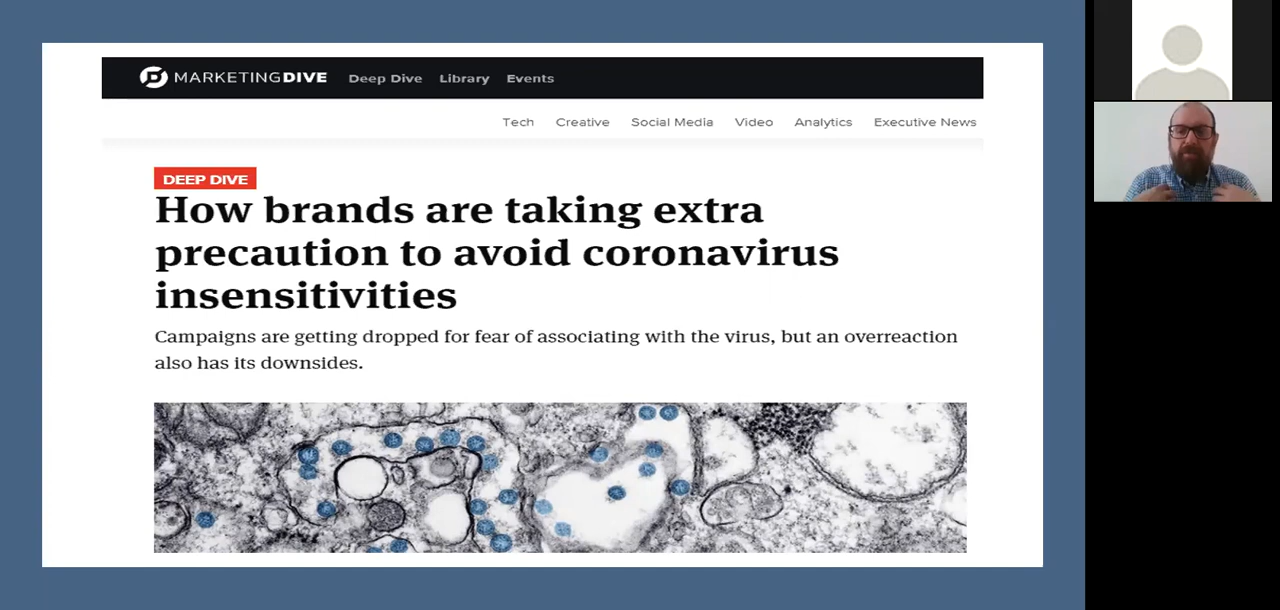 MARKETINGDIVE Deep Dive Library Events
Tech Creative Social Media Video Analytics Executive News
DEEP DIVE
How brands are taking extra
precaution to avoid coronavirus
insensitivities
Campaigns are getting dropped for fear of associating with the virus, but an overreaction
also has its downsides.